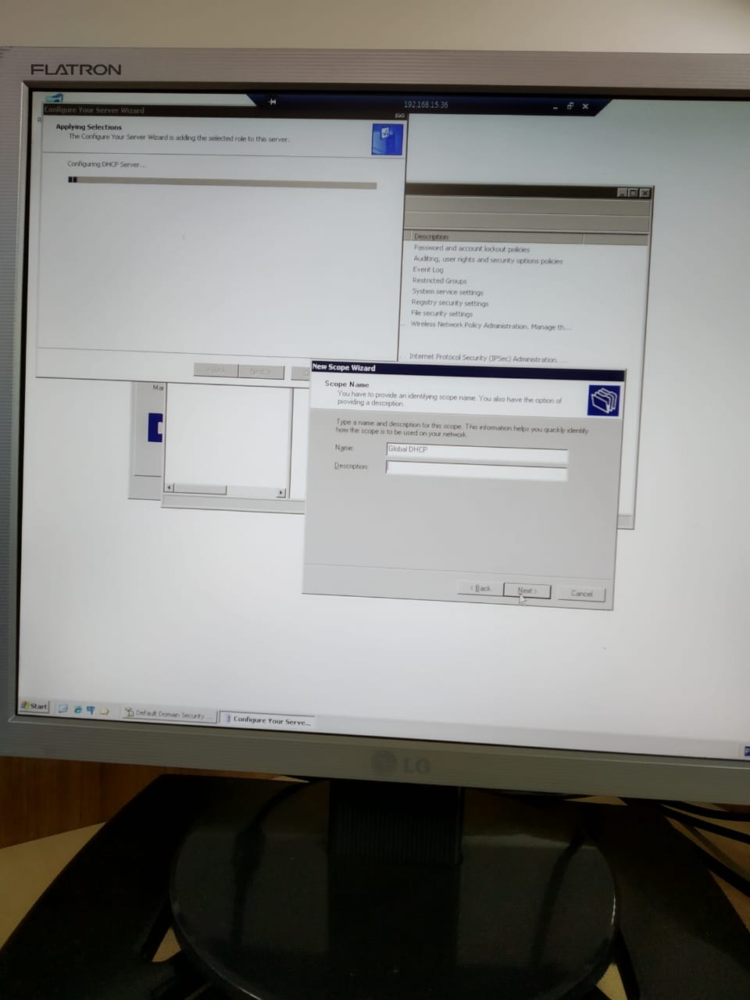 FLATRON
192.168.15.36
Configure Your Server Wizard
Applying Selections
The Configure Your Server Wizard is adding the selected role to this server.
Configuring DHCP Server...
< Back
Next >
Description
Password and account lockout policies
Auditing, user rights and security options policies
Event Log
Restricted Groups
System service settings
Registry security settings
File security settings
Wireless Network Policy Administration. Manage th...
Internet Protocol Security (IPSec) Administration. ...
New Scope Wizard
Scope Name
You have to provide an identifying scope name. You also have the option of
providing a description.
Type a name and description for this scope. This information helps you quickly identify
how the scope is to be used on your network.
Name:
Global DHCP
Description:
< Back
Next >
Cancel
Start
Default Domain Security ...
Configure Your Serve...
LG